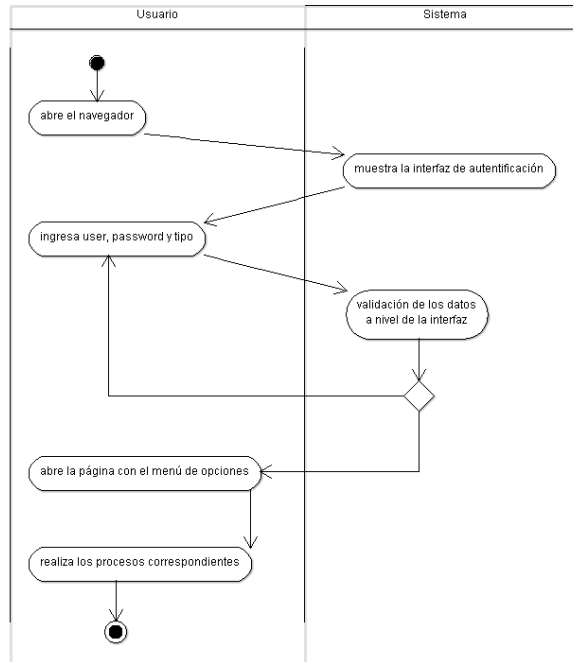 Usuario
Sistema
abre el navegador
muestra la interfaz de autentificación
ingresa user, password y tipo
validación de los datos
a nivel de la interfaz
abre la página con el menú de opciones
realiza los procesos correspondientes